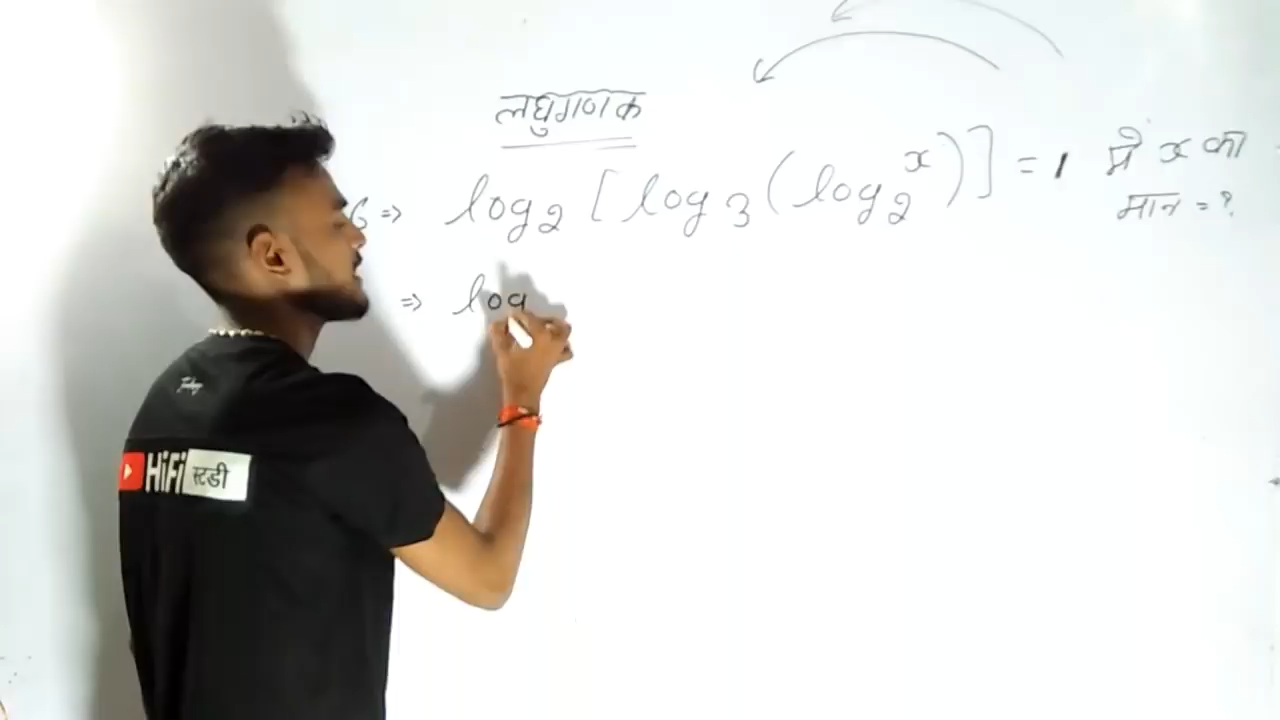 लघुगणक
6 ⇒ log₂ [log₃(log₂ˣ)] = 1 में x का
मान = ?
⇒ log
HiFi स्टडी